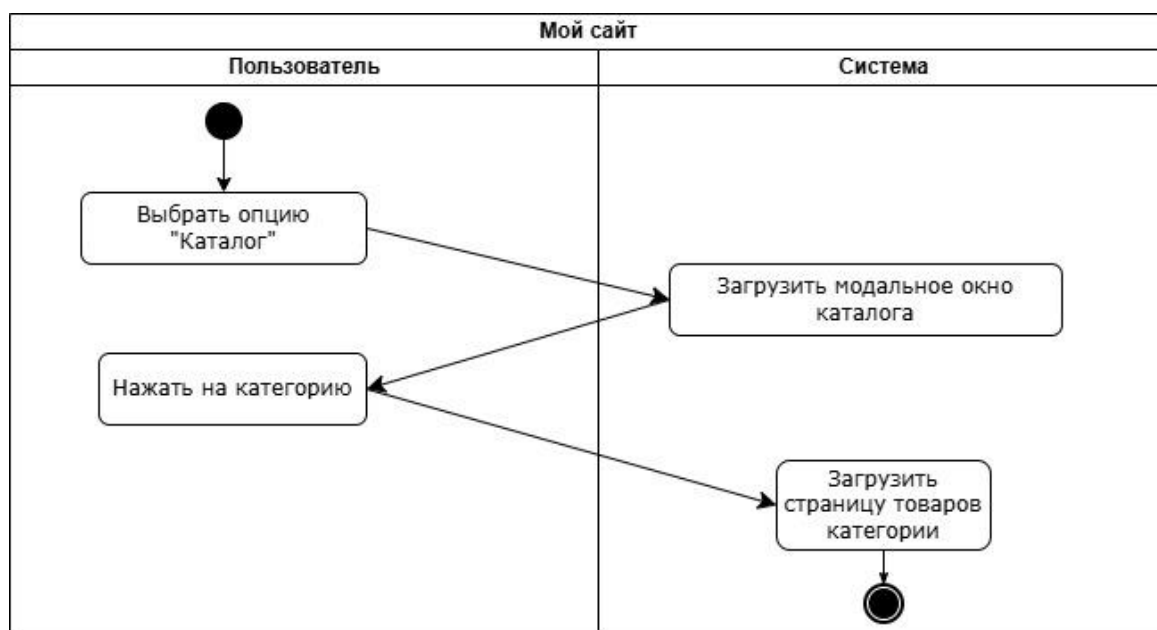 Мой сайт
Пользователь
Система
Выбрать опцию
"Каталог"
Загрузить модальное окно
каталога
Нажать на категорию
Загрузить
страницу товаров
категории